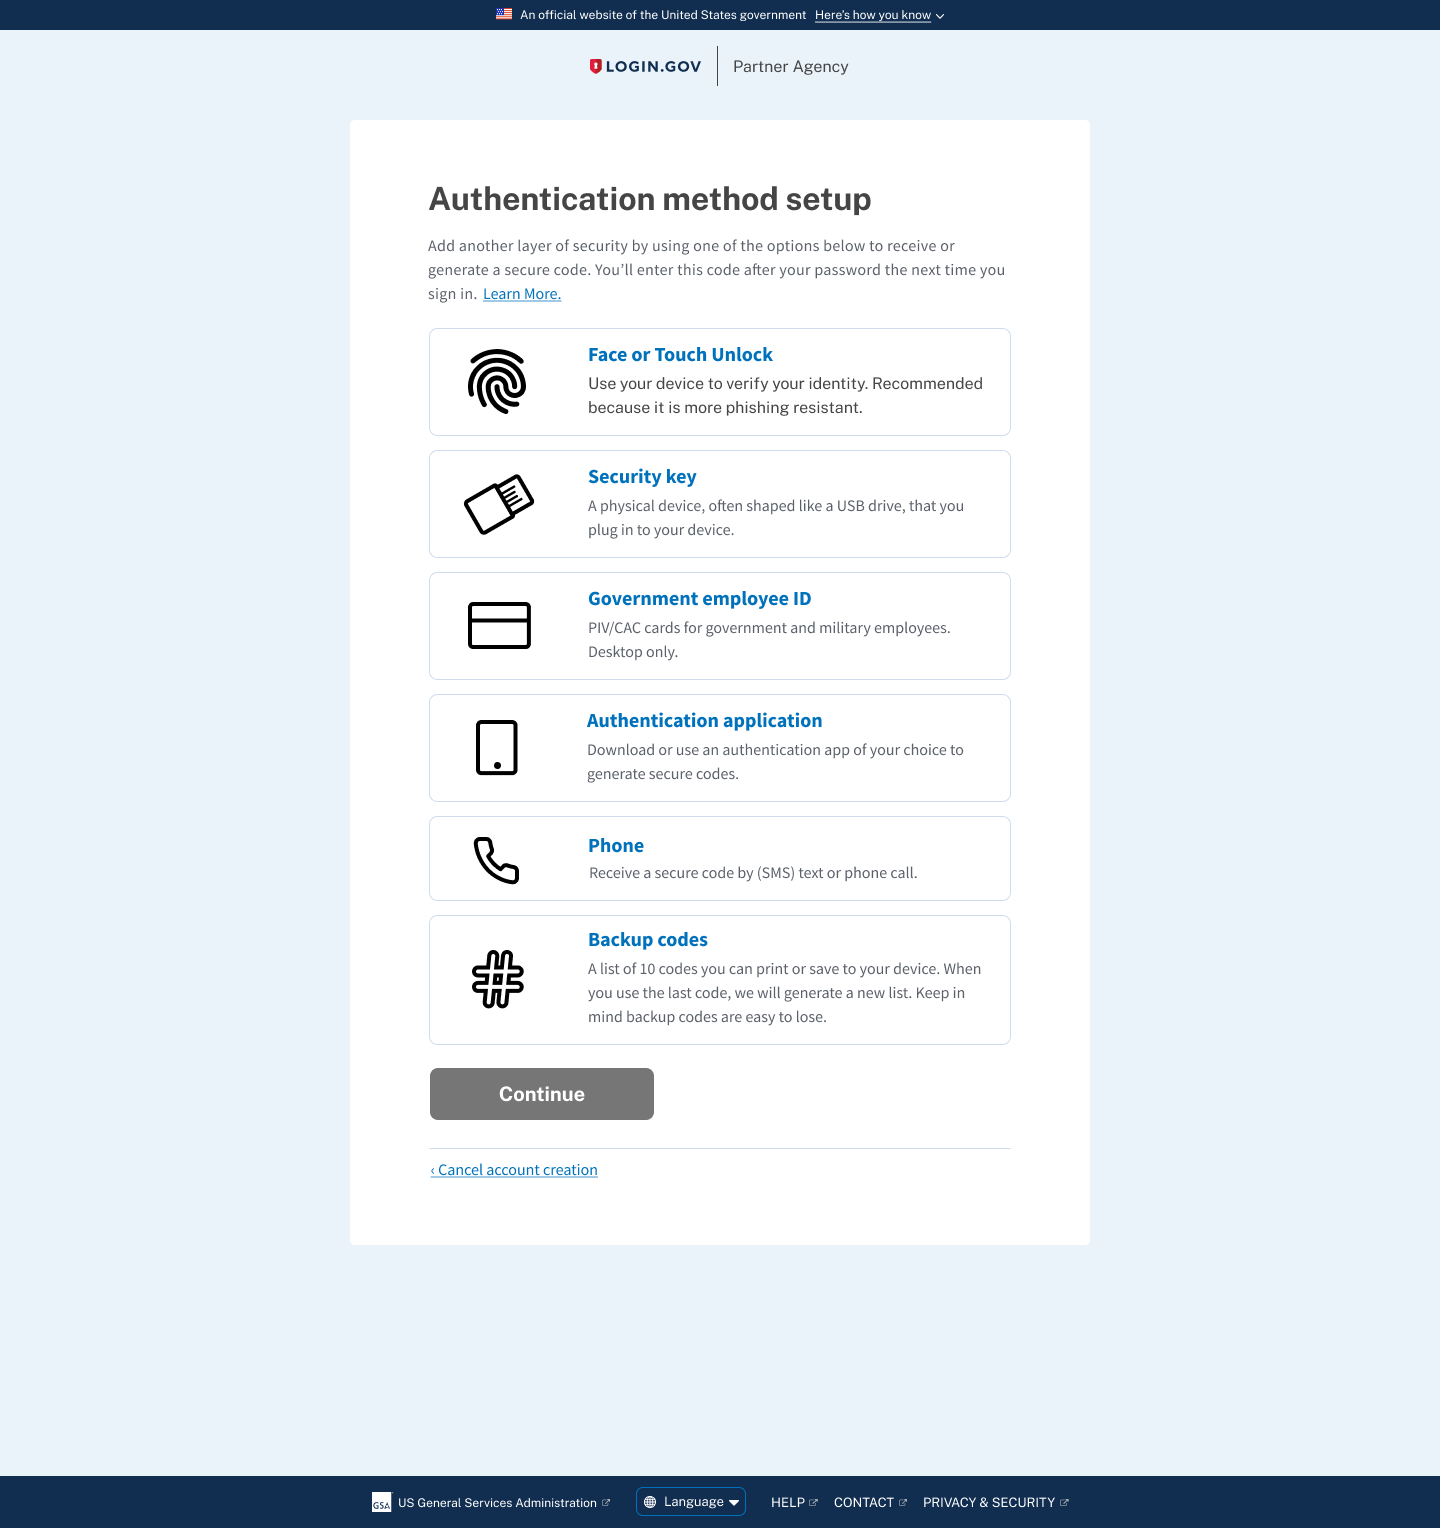 An official website of the United States government Here's how you know
LOGIN.GOV Partner Agency
Authentication method setup
Add another layer of security by using one of the options below to receive or
generate a secure code. You’ll enter this code after your password the next time you
sign in. Learn More.
Face or Touch Unlock
Use your device to verify your identity. Recommended
because it is more phishing resistant.
Security key
A physical device, often shaped like a USB drive, that you
plug in to your device.
Government employee ID
PIV/CAC cards for government and military employees.
Desktop only.
Authentication application
Download or use an authentication app of your choice to
generate secure codes.
Phone
Receive a secure code by (SMS) text or phone call.
Backup codes
A list of 10 codes you can print or save to your device. When
you use the last code, we will generate a new list. Keep in
mind backup codes are easy to lose.
Continue
‹ Cancel account creation
GSA US General Services Administration Language HELP CONTACT PRIVACY & SECURITY